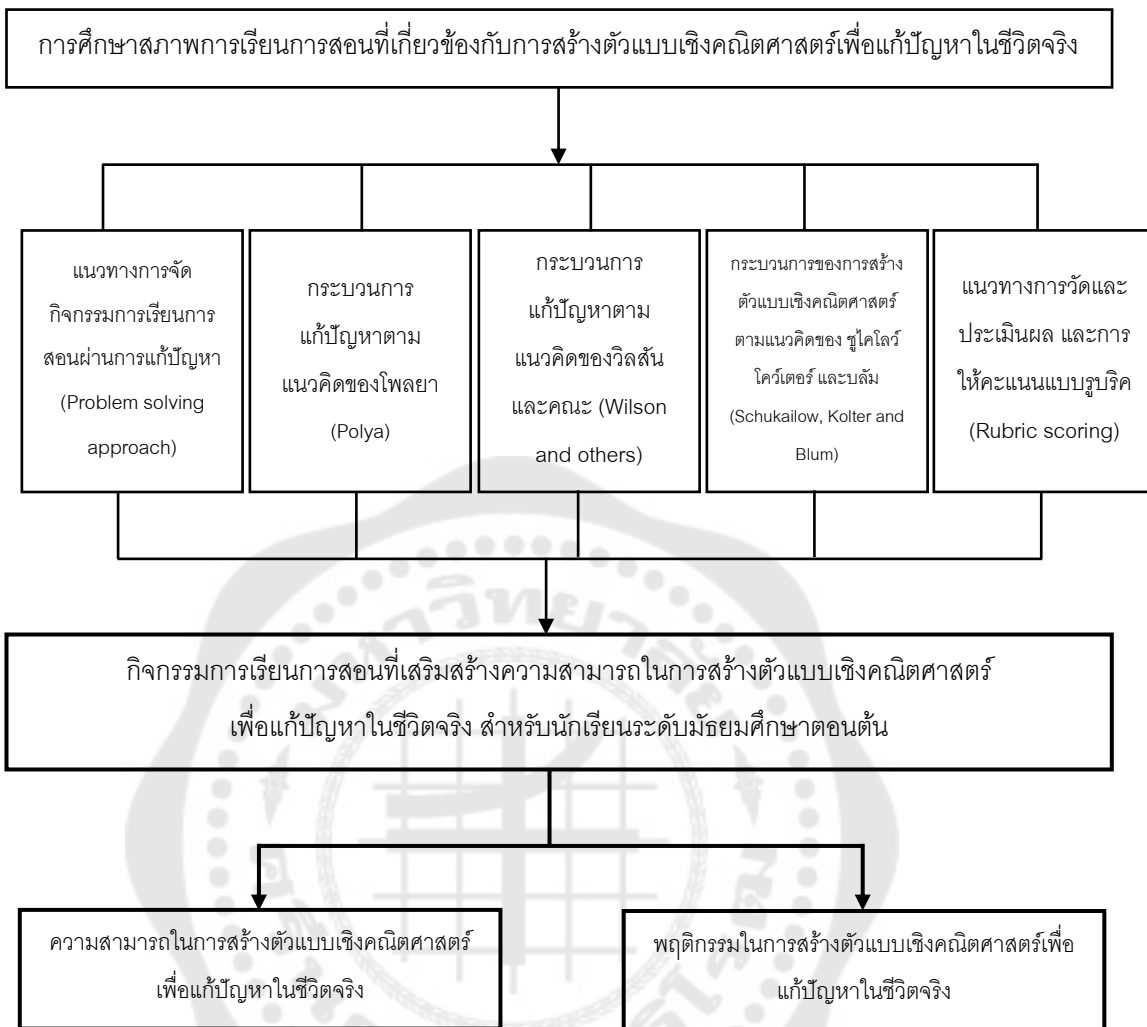 การศึกษาสภาพการเรียนการสอนที่เกี่ยวข้องกับการสร้างตัวแบบเชิงคณิตศาสตร์เพื่อแก้ปัญหาในชีวิตจริง
แนวทางการจัด
กิจกรรมการเรียนการ
สอนผ่านการแก้ปัญหา
(Problem solving
approach)
กระบวนการ
แก้ปัญหาตาม
แนวคิดของโพลยา
(Polya)
กระบวนการ
แก้ปัญหาตาม
แนวคิดของวิลสัน
และคณะ (Wilson
and others)
กระบวนการของการสร้าง
ตัวแบบเชิงคณิตศาสตร์
ตามแนวคิดของ ชูไคโลว์
โคว์เตอร์ และบลัม
(Schukailow, Kolter and
Blum)
แนวทางการวัดและ
ประเมินผล และการ
ให้คะแนนแบบรูบริค
(Rubric scoring)
มหาวิทยาลัย
กิจกรรมการเรียนการสอนที่เสริมสร้างความสามารถในการสร้างตัวแบบเชิงคณิตศาสตร์
เพื่อแก้ปัญหาในชีวิตจริง สำหรับนักเรียนระดับมัธยมศึกษาตอนต้น
ความสามารถในการสร้างตัวแบบเชิงคณิตศาสตร์
เพื่อแก้ปัญหาในชีวิตจริง
พฤติกรรมในการสร้างตัวแบบเชิงคณิตศาสตร์เพื่อ
แก้ปัญหาในชีวิตจริง